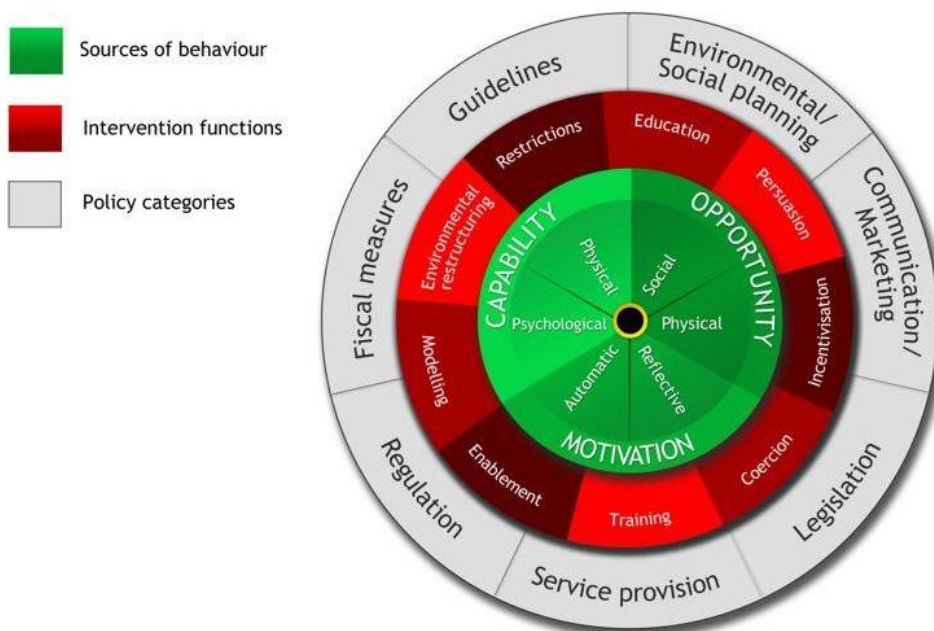 Sources of behaviour
Intervention functions
Policy categories
Guidelines
Environmental/
Social planning
Communication/
Marketing
Legislation
Service provision
Regulation
Fiscal measures
Restrictions
Education
Persuasion
Incentivisation
Coercion
Training
Enablement
Modelling
Environmental
restructuring
CAPABILITY
OPPORTUNITY
MOTIVATION
Physical
Social
Psychological
Physical
Automatic
Reflective